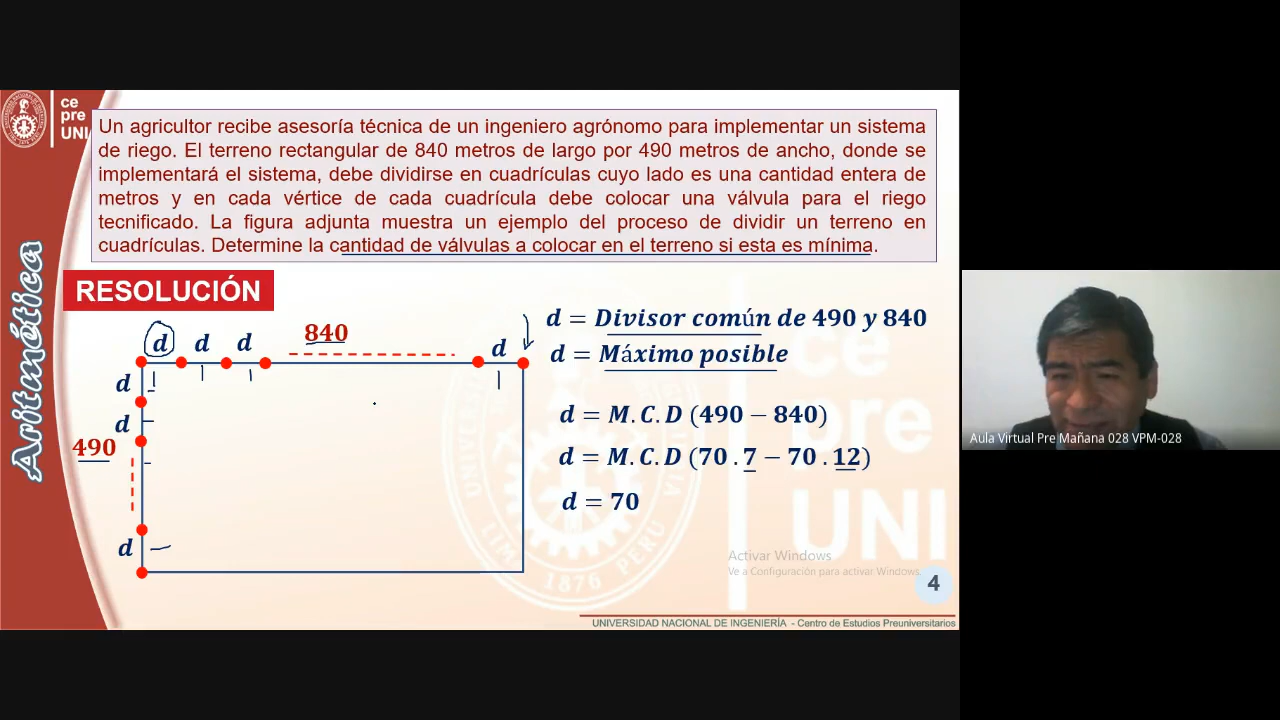 ce
pre
UNI
Un agricultor recibe asesoría técnica de un ingeniero agrónomo para implementar un sistema
de riego. El terreno rectangular de 840 metros de largo por 490 metros de ancho, donde se
implementará el sistema, debe dividirse en cuadrículas cuyo lado es una cantidad entera de
metros y en cada vértice de cada cuadrícula debe colocar una válvula para el riego
tecnificado. La figura adjunta muestra un ejemplo del proceso de dividir un terreno en
cuadrículas. Determine la cantidad de válvulas a colocar en el terreno si esta es mínima.
Aritmética
RESOLUCIÓN
d d d 840 d
d
d
490
d
d = Divisor común de 490 y 840
d = Máximo posible
d = M.C.D (490 − 840)
d = M.C.D (70 . 7 − 70 . 12)
d = 70
ce
pre
UNI
1876
Activar Windows
Ve a Configuración para activar Windows.
4
UNIVERSIDAD NACIONAL DE INGENIERÍA - Centro de Estudios Preuniversitarios
Aula Virtual Pre Mañana 028 VPM-028